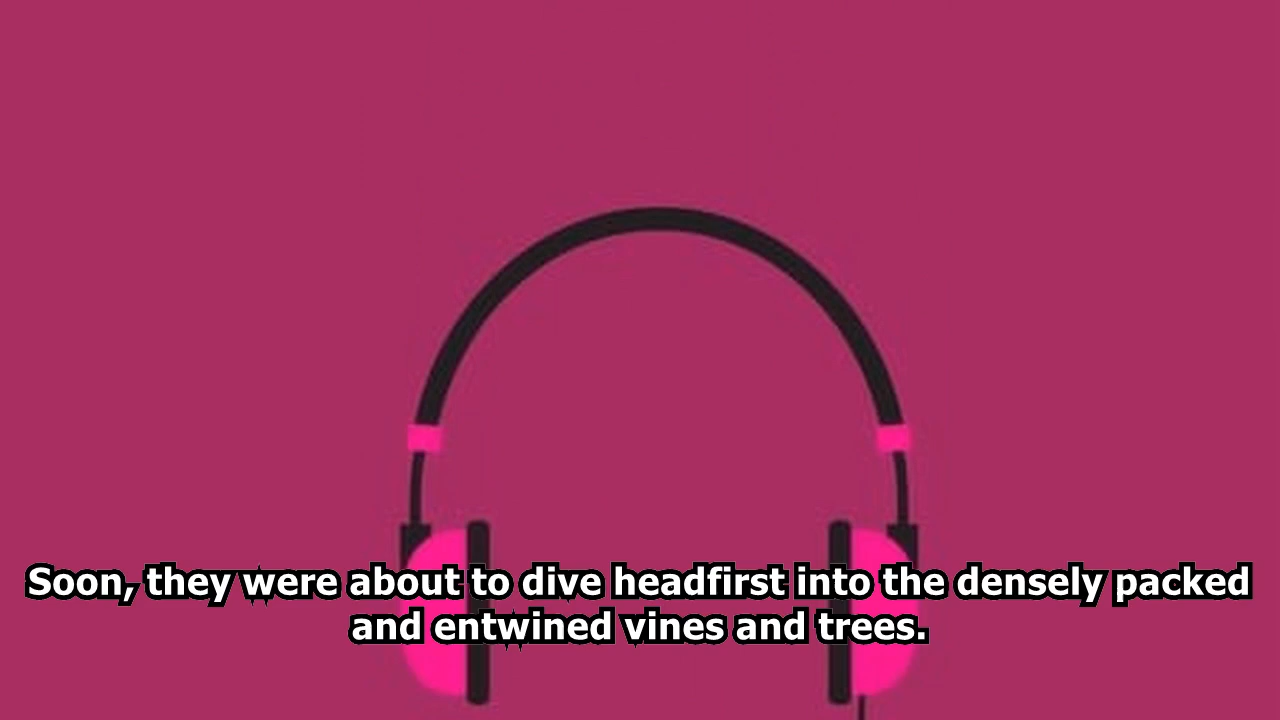 Soon, they were about to dive headfirst into the densely packed
and entwined vines and trees.